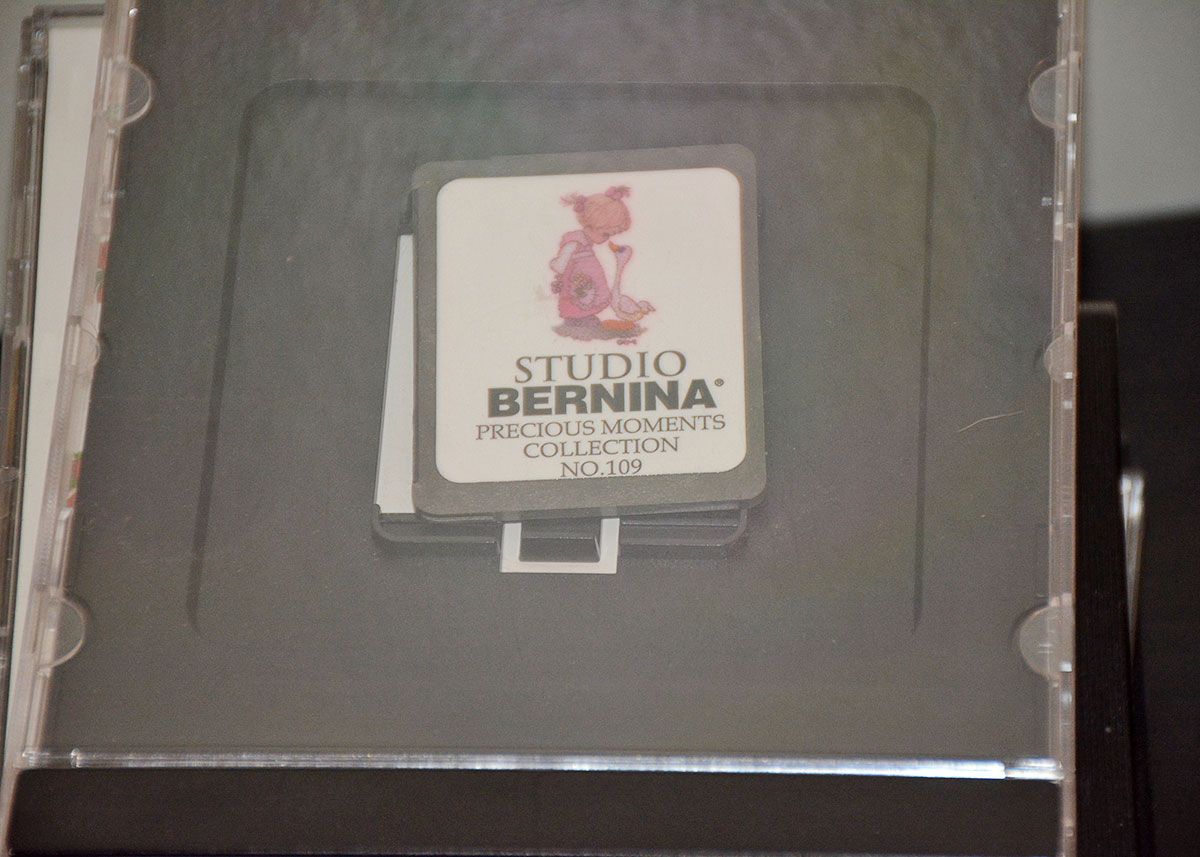 STUDIO
BERNINA®
PRECIOUS MOMENTS
COLLECTION
NO.109